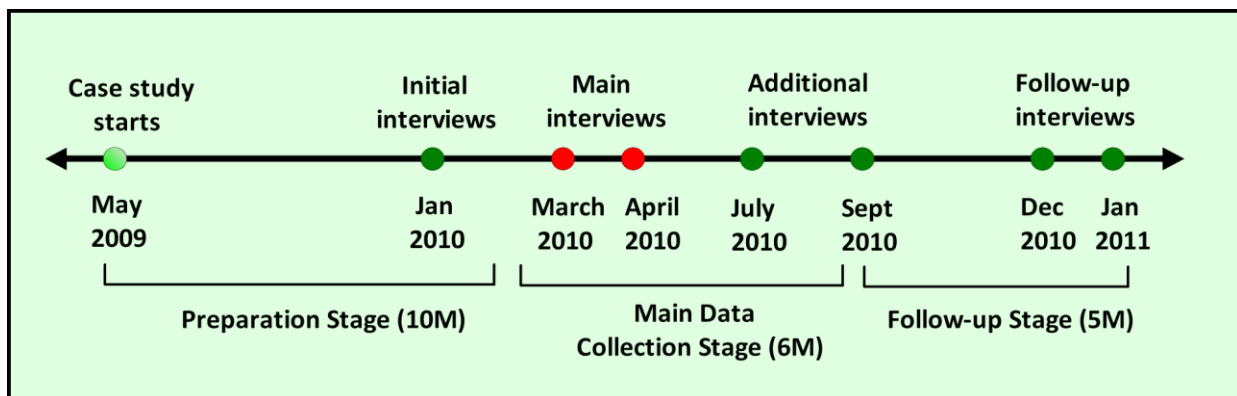 Case study
starts
Initial
interviews
Main
interviews
Additional
interviews
Follow-up
interviews
May
2009
Jan
2010
March
2010
April
2010
July
2010
Sept
2010
Dec
2010
Jan
2011
Preparation Stage (10M)
Main Data
Collection Stage (6M)
Follow-up Stage (5M)